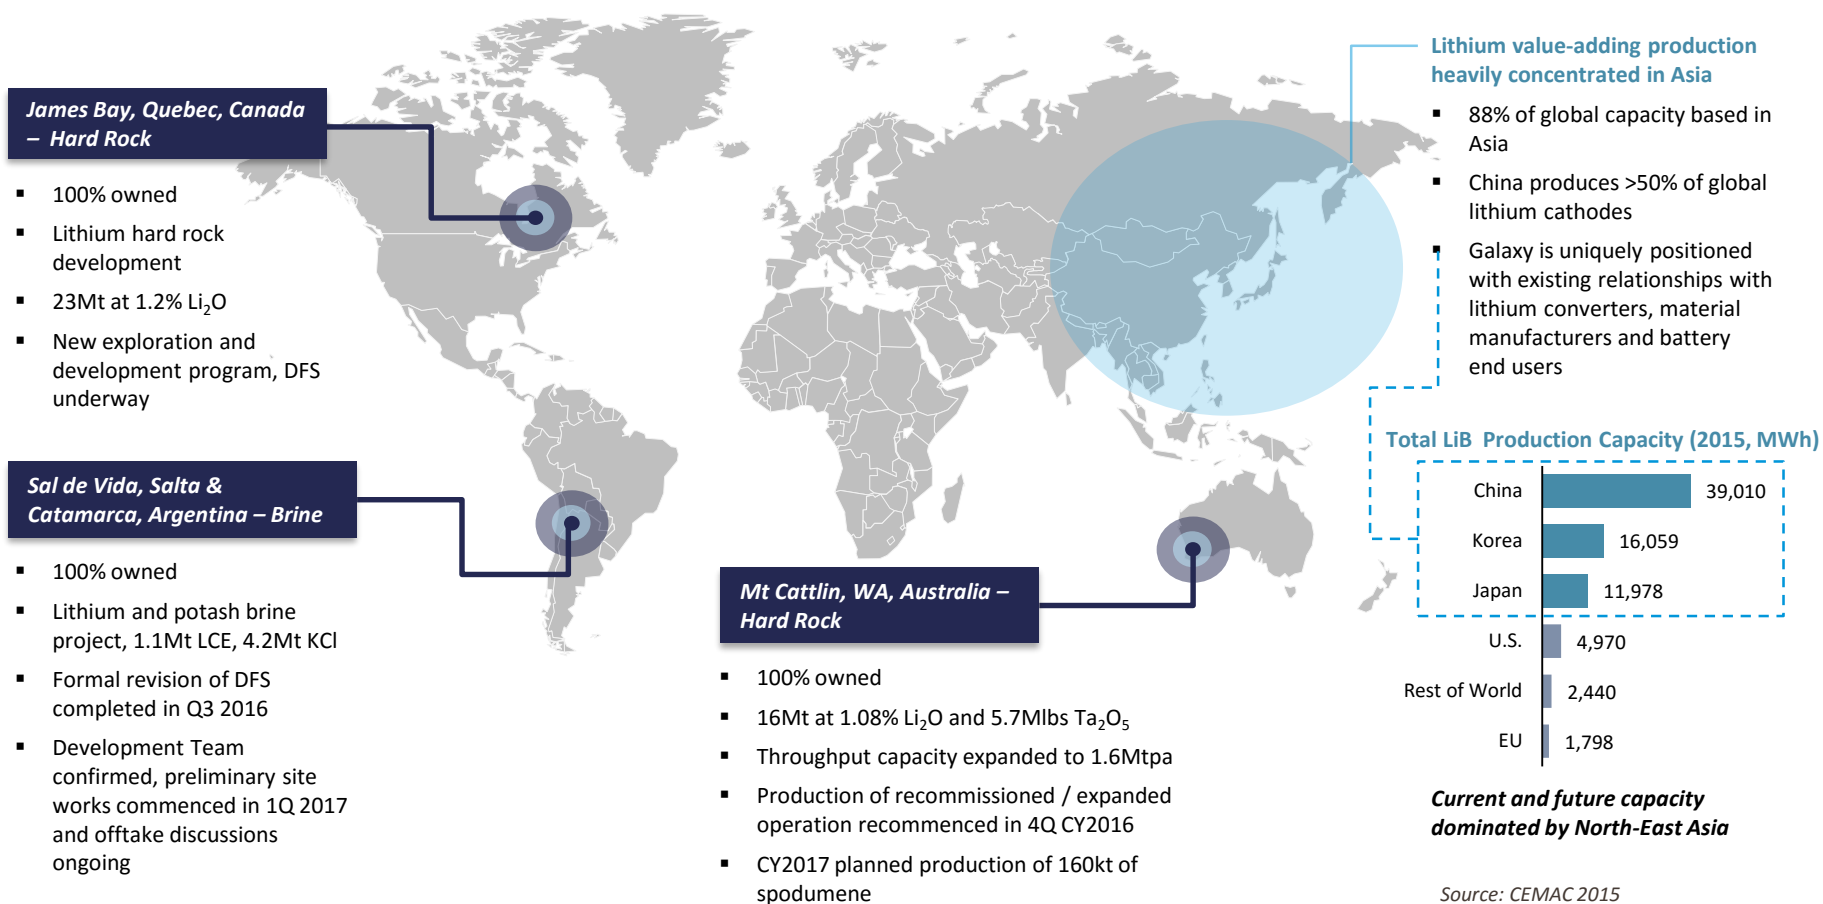 James Bay, Quebec, Canada
– Hard Rock
▪ 100% owned
▪ Lithium hard rock
development
▪ 23Mt at 1.2% Li₂O
▪ New exploration and
development program, DFS
underway
Sal de Vida, Salta &
Catamarca, Argentina – Brine
▪ 100% owned
▪ Lithium and potash brine
project, 1.1Mt LCE, 4.2Mt KCl
▪ Formal revision of DFS
completed in Q3 2016
▪ Development Team
confirmed, preliminary site
works commenced in 1Q 2017
and offtake discussions
ongoing
Mt Cattlin, WA, Australia –
Hard Rock
▪ 100% owned
▪ 16Mt at 1.08% Li₂O and 5.7Mlbs Ta₂O₅
▪ Throughput capacity expanded to 1.6Mtpa
▪ Production of recommissioned / expanded
operation recommenced in 4Q CY2016
▪ CY2017 planned production of 160kt of
spodumene
Lithium value-adding production
heavily concentrated in Asia
▪ 88% of global capacity based in
Asia
▪ China produces >50% of global
lithium cathodes
▪ Galaxy is uniquely positioned
with existing relationships with
lithium converters, material
manufacturers and battery
end users
Total LiB Production Capacity (2015, MWh)
China 39,010
Korea 16,059
Japan 11,978
U.S. 4,970
Rest of World 2,440
EU 1,798
Current and future capacity
dominated by North-East Asia
Source: CEMAC 2015